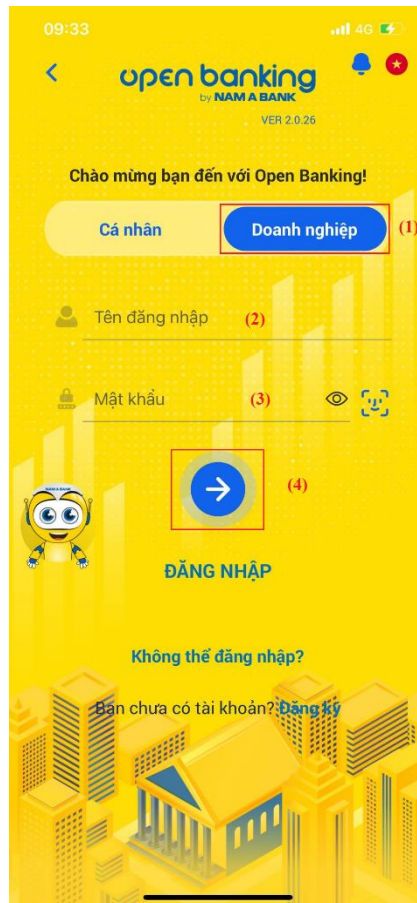 09:33
4G
open banking
by NAM A BANK
VER 2.0.26
Chào mừng bạn đến với Open Banking!
Cá nhân
Doanh nghiệp
(1)
Tên đăng nhập
(2)
Mật khẩu
(3)
(4)
NAM A BANK
ĐĂNG NHẬP
Không thể đăng nhập?
Bạn chưa có tài khoản? Đăng ký